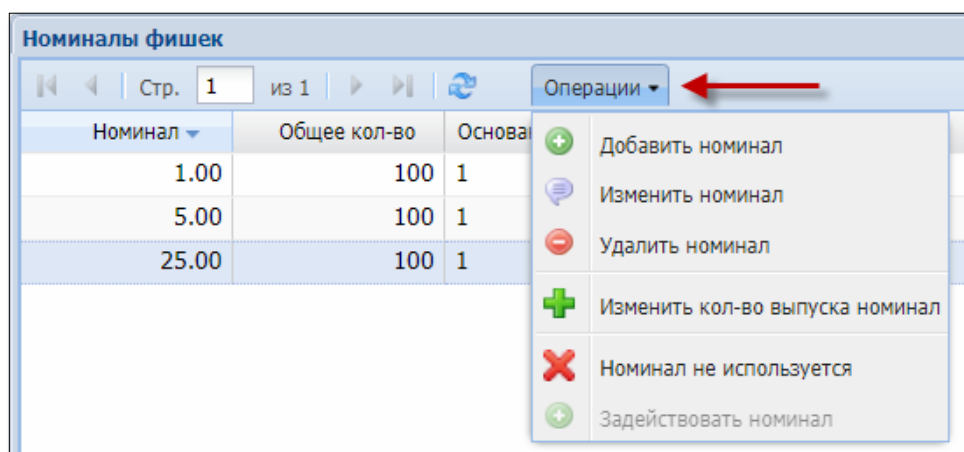 Номиналы фишек
Стр. 1 из 1 Операции
Номинал Общее кол-во
1.00 100 1
5.00 100 1
25.00 100 1
Добавить номинал
Изменить номинал
Удалить номинал
Изменить кол-во выпуска номинал
Номинал не используется
Задействовать номинал